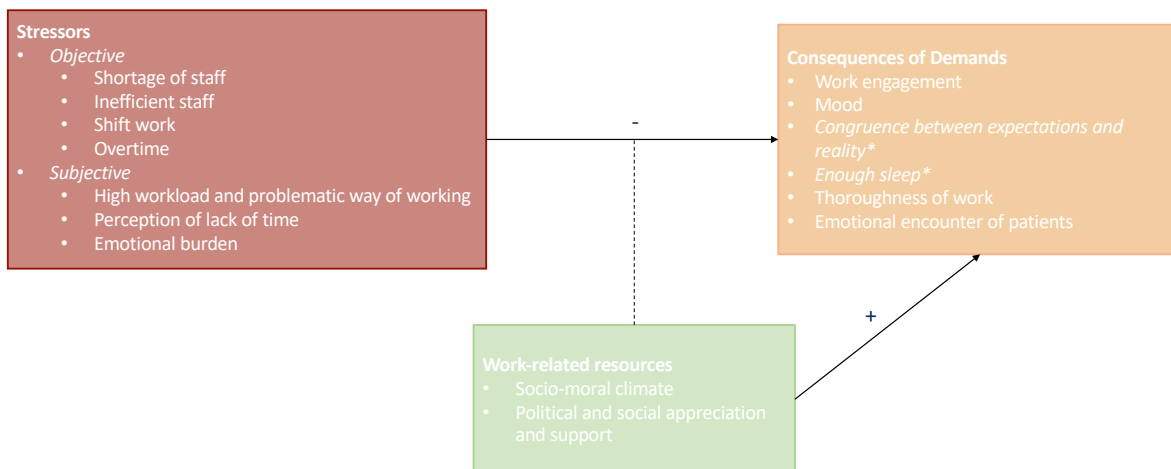 Stressors
• Objective
• Shortage of staff
• Inefficient staff
• Shift work
• Overtime
• Subjective
• High workload and problematic way of working
• Perception of lack of time
• Emotional burden
-
Consequences of Demands
• Work engagement
• Mood
• Congruence between expectations and
reality*
• Enough sleep*
• Thoroughness of work
• Emotional encounter of patients
+
Work-related resources
• Socio-moral climate
• Political and social appreciation
and support